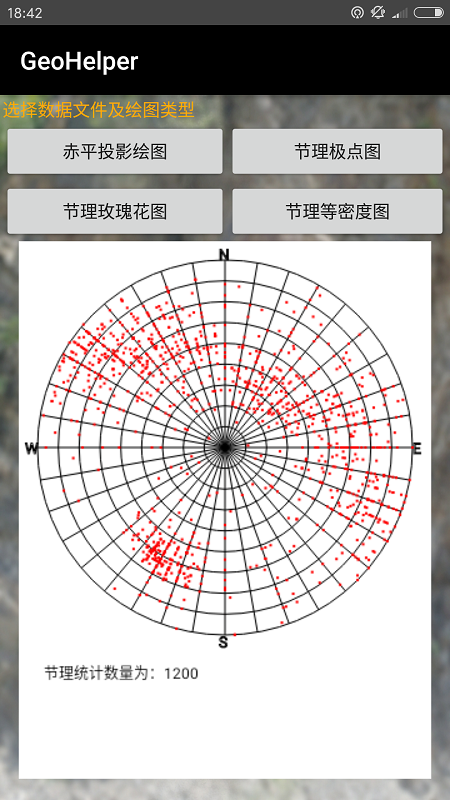 18:42
GeoHelper
选择数据文件及绘图类型
赤平投影绘图
节理极点图
节理玫瑰花图
节理等密度图
N
W
E
S
节理统计数量为：1200